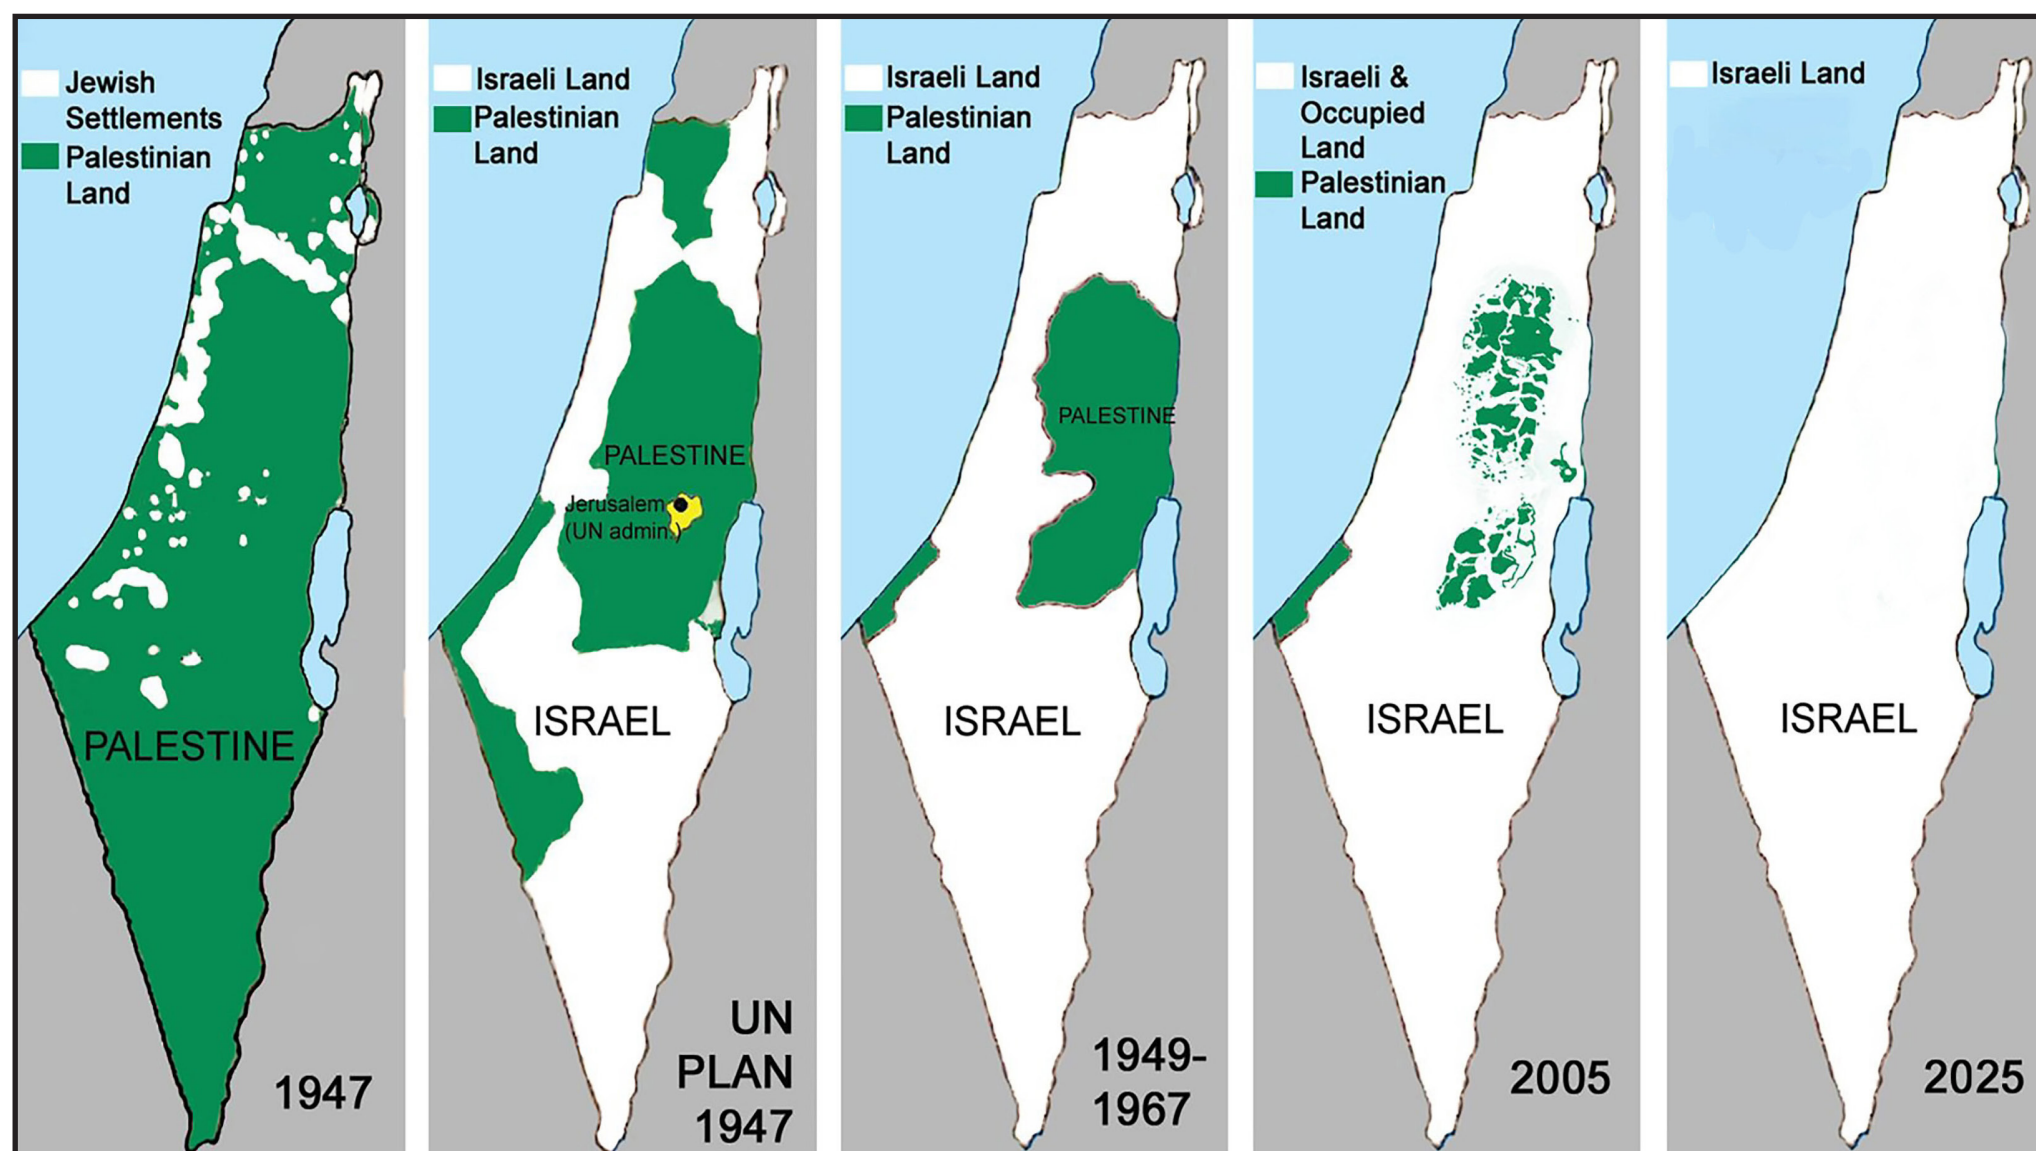 Jewish
Settlements
Palestinian
Land
PALESTINE
1947
Israeli Land
Palestinian
Land
PALESTINE
Jerusalem
(UN admin.)
ISRAEL
UN
PLAN
1947
Israeli Land
Palestinian
Land
PALESTINE
ISRAEL
1949-
1967
Israeli &
Occupied
Land
Palestinian
Land
ISRAEL
2005
Israeli Land
ISRAEL
2025